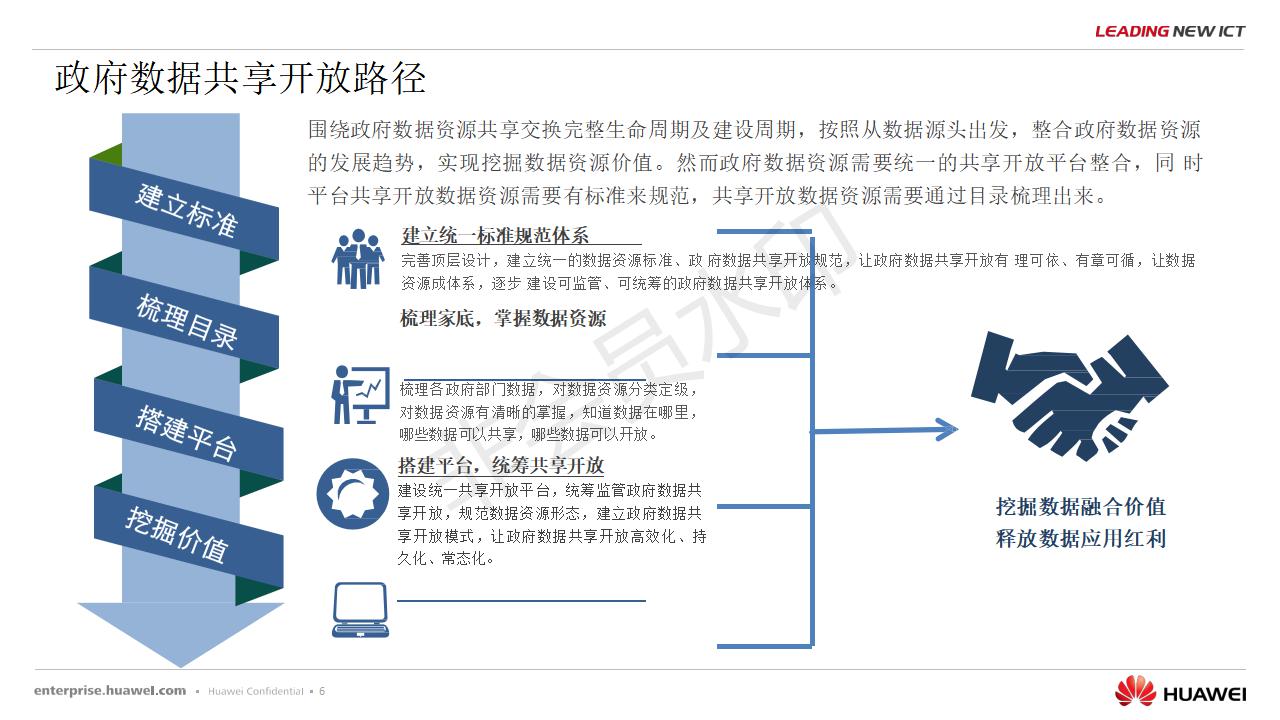 LEADING NEW ICT
政府数据共享开放路径
围绕政府数据资源共享交换完整生命周期及建设周期，按照从数据源头出发，整合政府数据资源
的发展趋势，实现挖掘数据资源价值。然而政府数据资源需要统一的共享开放平台整合，同 时
平台共享开放数据资源需要有标准来规范，共享开放数据资源需要通过目录梳理出来。
建立标准
梳理目录
搭建平台
挖掘价值
建立统一标准规范体系
完善顶层设计，建立统一的数据资源标准、政 府数据共享开放规范，让政府数据共享开放有 理可依、有章可循，让数据
资源成体系，逐步 建设可监管、可统筹的政府数据共享开放体系。
梳理家底，掌握数据资源
梳理各政府部门数据，对数据资源分类定级，
对数据资源有清晰的掌握，知道数据在哪里，
哪些数据可以共享，哪些数据可以开放。
搭建平台，统筹共享开放
建设统一共享开放平台，统筹监管政府数据共
享开放，规范数据资源形态，建立政府数据共
享开放模式，让政府数据共享开放高效化、持
久化、常态化。
挖掘数据融合价值
释放数据应用红利
非会员水印
enterprise.huawei.com ▪ Huawei Confidential ▪ 6
HUAWEI